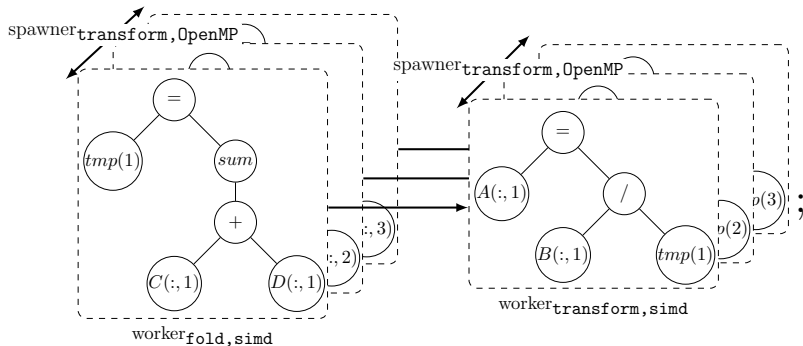 spawner transform,OpenMP
=
tmp(1)
sum
+
C(:, 1)
D(:, 1)
:, 2)
:, 3
worker fold,simd
spawner transform,OpenMP
=
A(:, 1)
/
B(:, 1)
tmp(1)
p(2)
p(3)
worker transform,simd
;